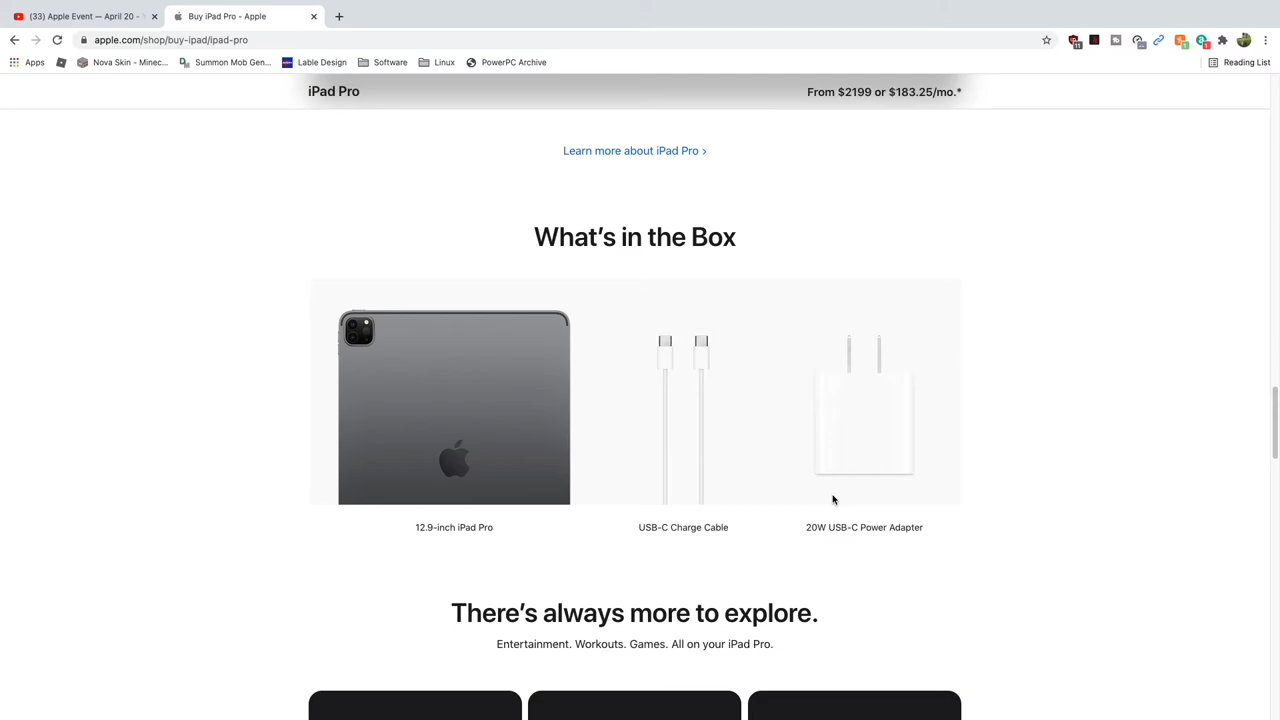 (33) Apple Event — April 20 -
Buy iPad Pro - Apple
apple.com/shop/buy-ipad/ipad-pro
Apps
Nova Skin - Minec...
Summon Mob Gen...
Lable Design
Software
Linux
PowerPC Archive
Reading List
iPad Pro
From $2199 or $183.25/mo.*
Learn more about iPad Pro >
What's in the Box
12.9-inch iPad Pro
USB-C Charge Cable
20W USB-C Power Adapter
There's always more to explore.
Entertainment. Workouts. Games. All on your iPad Pro.